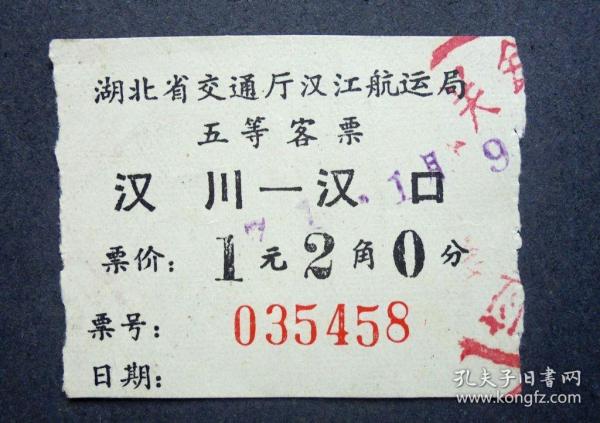 湖北省交通厅汉江航运局
五等客票
汉 川—汉 口
票价：1元2角0分
票号：035458
日期：
孔夫子旧书网
www.kongfz.com